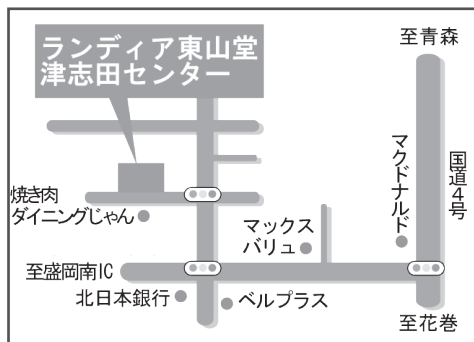 ランディア東山堂
津志田センター
至青森
国道4号
マクドナルド
焼き肉
ダイニングじゃん
マックス
バリュ
至盛岡南IC
北日本銀行
ベルプラス
至花巻